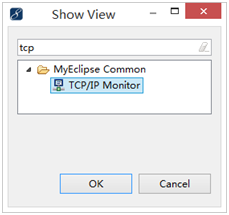 Show View
tcp
MyEclipse Common
TCP/IP Monitor
OK Cancel